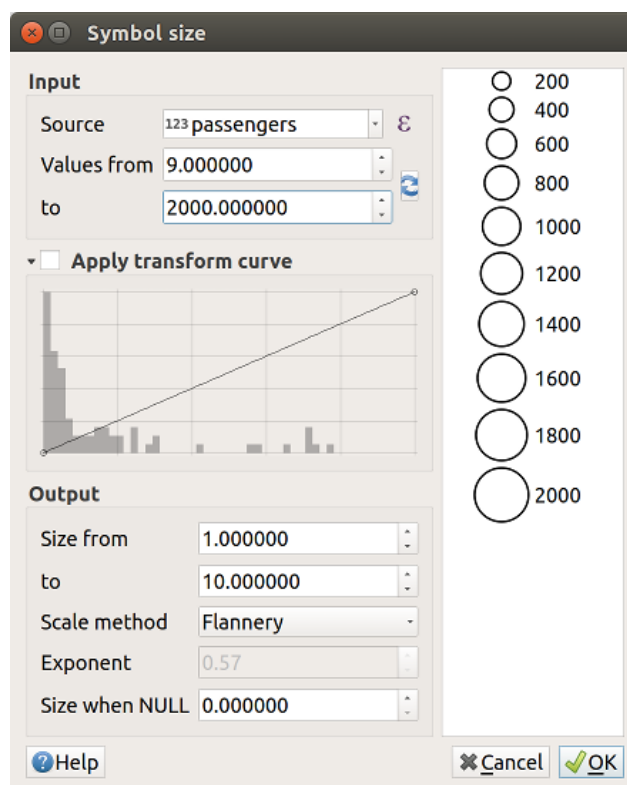 Symbol size
Input
Source 123 passengers ε
Values from 9.000000
to 2000.000000
Apply transform curve
Output
Size from 1.000000
to 10.000000
Scale method Flannery
Exponent 0.57
Size when NULL 0.000000
Help
200
400
600
800
1000
1200
1400
1600
1800
2000
Cancel OK